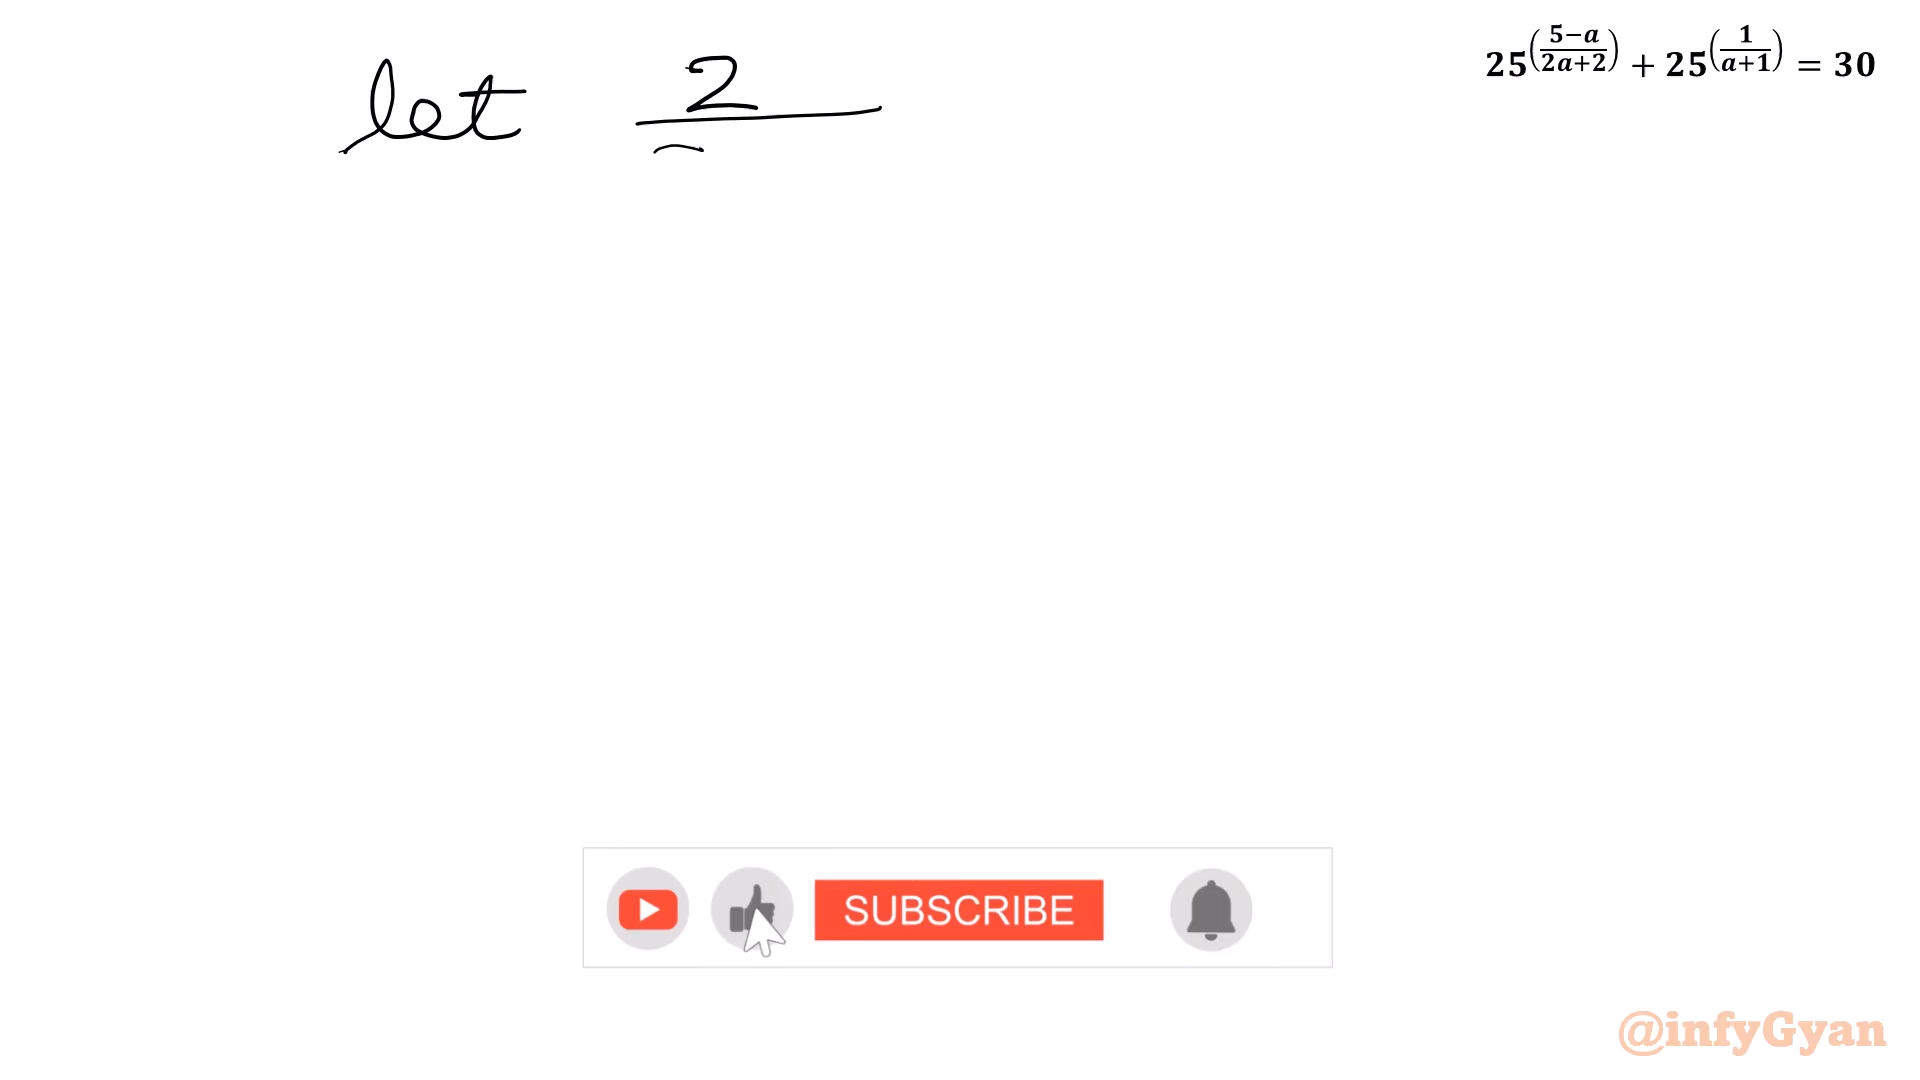 let 2
25^((5−a)/(2a+2)) + 25^(1/(a+1)) = 30
SUBSCRIBE
@infyGyan